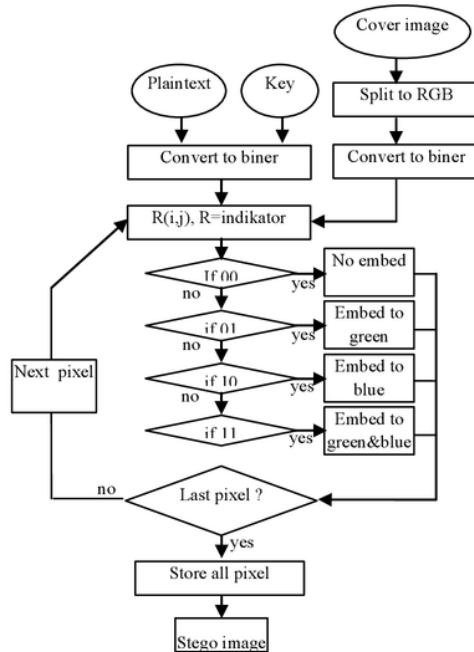 Cover image
Plaintext
Key
Split to RGB
Convert to biner
Convert to biner
R(i,j), R=indikator
If 00
yes
No embed
no
if 01
yes
Embed to
green
no
if 10
yes
Embed to
blue
no
if 11
yes
Embed to
green&blue
Next pixel
no
Last pixel ?
yes
Store all pixel
Stego image